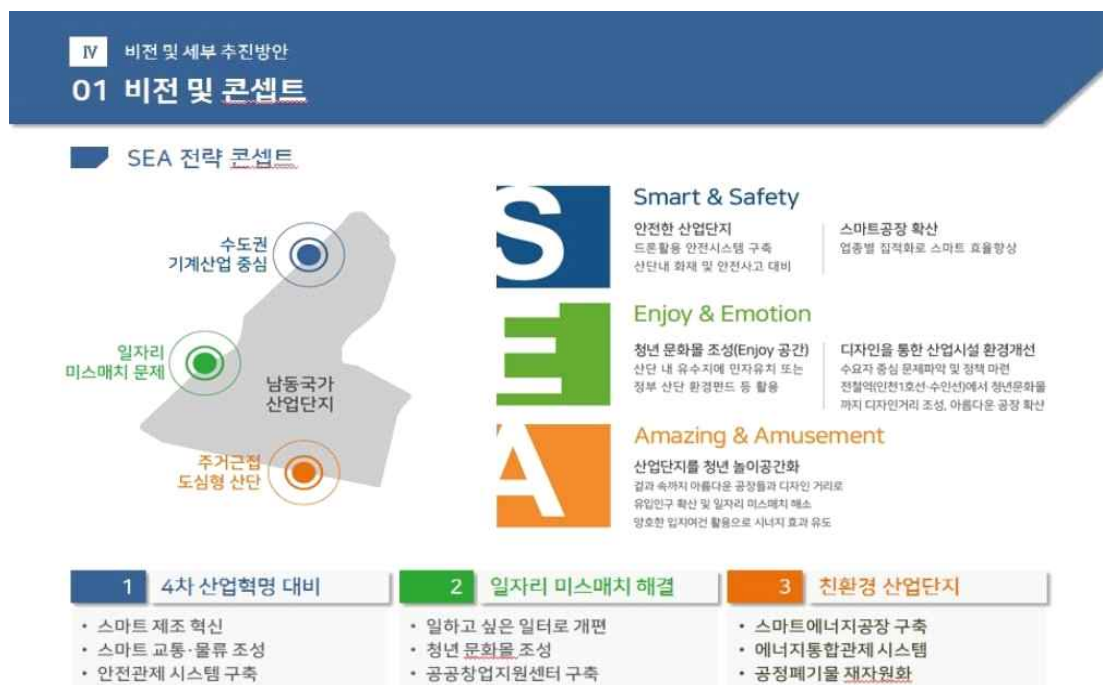 Ⅳ 비전 및 세부 추진방안
01 비전 및 콘셉트
SEA 전략 콘셉트
수도권
기계산업 중심
일자리
미스매치 문제
남동국가
산업단지
주거근접
도심형 산단
S
Smart & Safety
안전한 산업단지
드론활용 안전시스템 구축
산단내 화재 및 안전사고 대비
스마트공장 확산
업종별 집적화로 스마트 효율향상
E
Enjoy & Emotion
청년 문화몰 조성(Enjoy 공간)
산단 내 유수지에 민자유치 또는
정부 산단 환경펀드 등 활용
디자인을 통한 산업시설 환경개선
수요자 중심 문제파악 및 정책 마련
전철역(인천1호선·수인선)에서 청년문화몰
까지 디자인거리 조성, 아름다운 공장 확산
A
Amazing & Amusement
산업단지를 청년 놀이공간화
겉과 속까지 아름다운 공장들과 디자인 거리로
유입인구 확산 및 일자리 미스매치 해소
양호한 입지여건 활용으로 시너지 효과 유도
1 4차 산업혁명 대비
• 스마트 제조 혁신
• 스마트 교통·물류 조성
• 안전관제 시스템 구축
2 일자리 미스매치 해결
• 일하고 싶은 일터로 개편
• 청년 문화몰 조성
• 공공창업지원센터 구축
3 친환경 산업단지
• 스마트에너지공장 구축
• 에너지통합관제 시스템
• 공정폐기물 재자원화